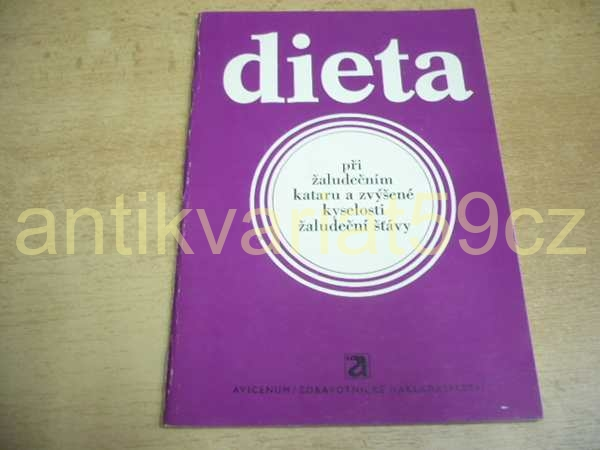 dieta
při
žaludečním
kataru a zvýšené
kyselosti
žaludeční šťávy
antikvariat59cz
a
AVICENUM / ZDRAVOTNICKÉ NAKLADATELSTVÍ